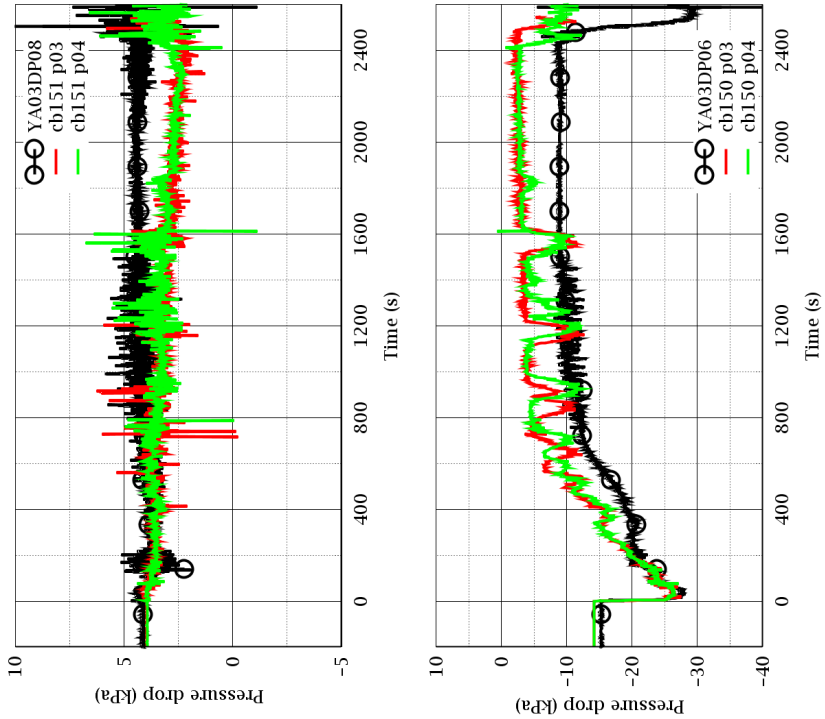 10
5
0
-5
Pressure drop (kPa)
0
400
800
1200
1600
2000
2400
Time (s)
YA03DP08
cb151 p03
cb151 p04
10
0
-10
-20
-30
-40
Pressure drop (kPa)
0
400
800
1200
1600
2000
2400
Time (s)
YA03DP06
cb150 p03
cb150 p04